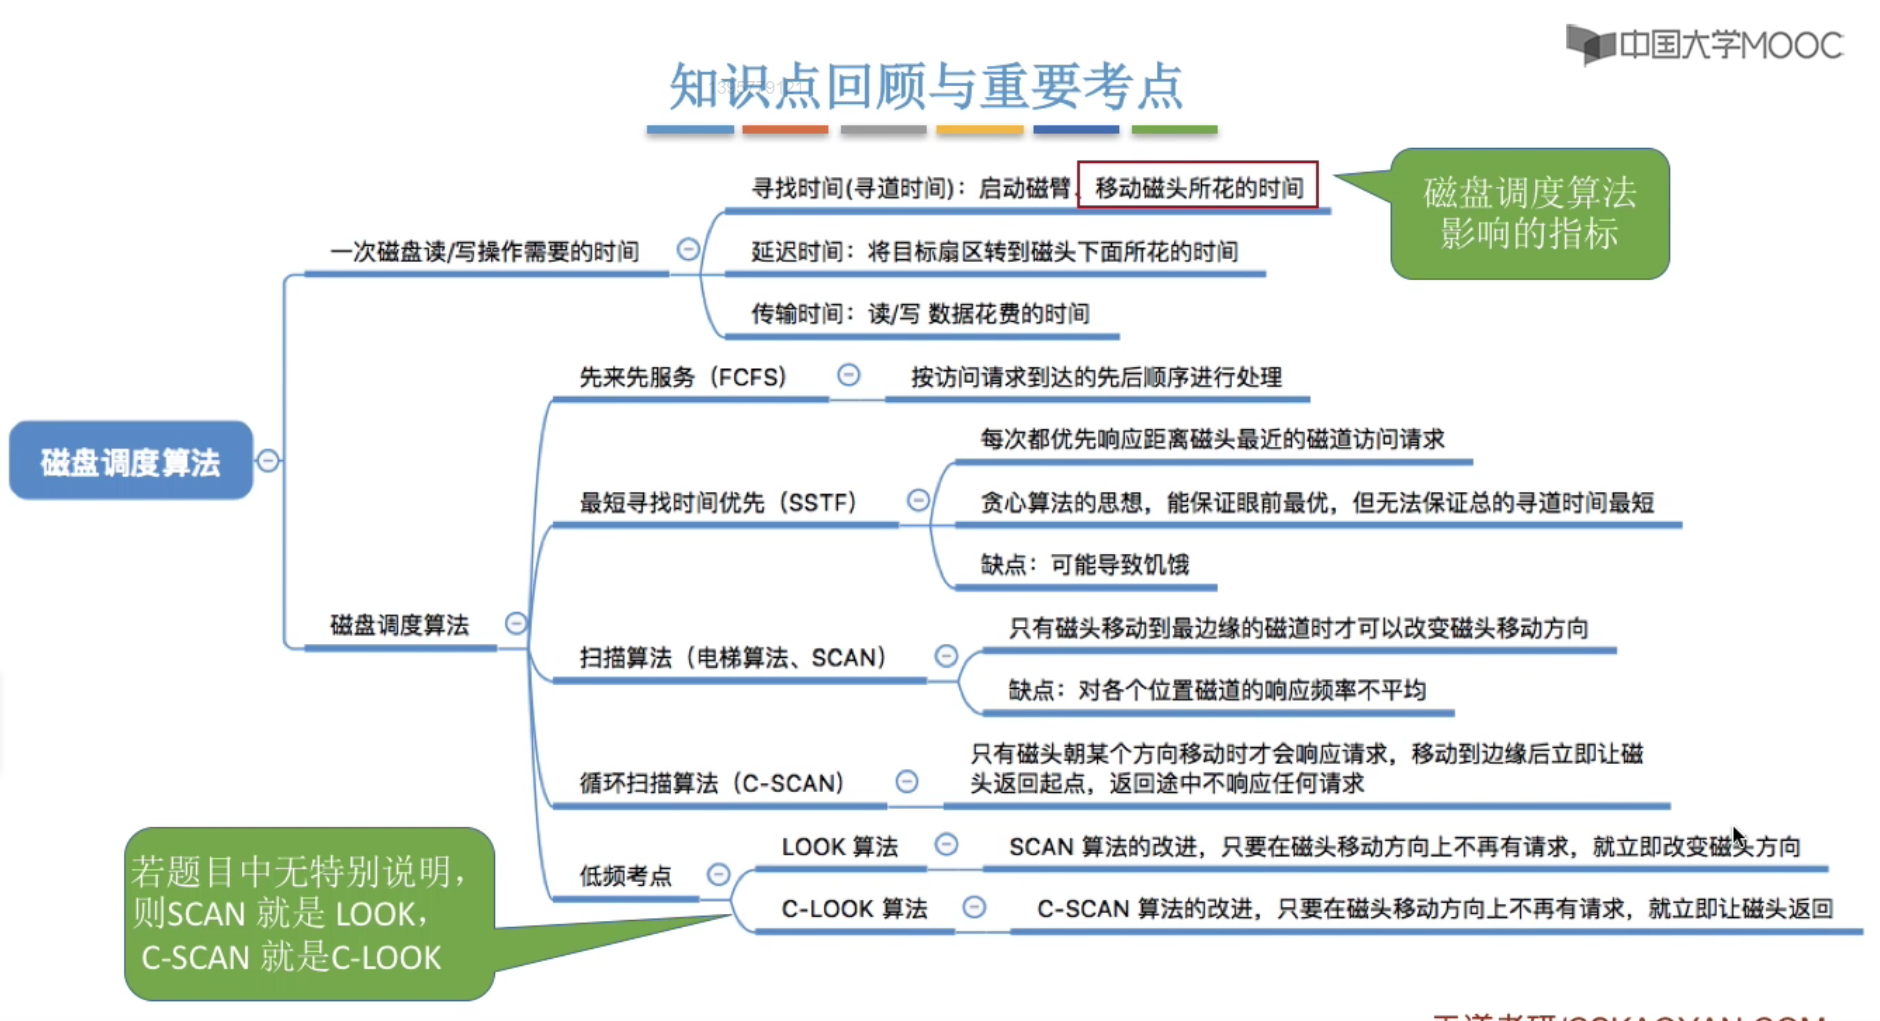 中国大学MOOC
知识点回顾与重要考点
寻找时间(寻道时间)：启动磁臂、移动磁头所花的时间
磁盘调度算法
影响的指标
一次磁盘读/写操作需要的时间
延迟时间：将目标扇区转到磁头下面所花的时间
传输时间：读/写 数据花费的时间
先来先服务（FCFS）
按访问请求到达的先后顺序进行处理
磁盘调度算法
每次都优先响应距离磁头最近的磁道访问请求
最短寻找时间优先（SSTF）
贪心算法的思想，能保证眼前最优，但无法保证总的寻道时间最短
缺点：可能导致饥饿
磁盘调度算法
扫描算法（电梯算法、SCAN）
只有磁头移动到最边缘的磁道时才可以改变磁头移动方向
缺点：对各个位置磁道的响应频率不平均
循环扫描算法（C-SCAN）
只有磁头朝某个方向移动时才会响应请求，移动到边缘后立即让磁
头返回起点，返回途中不响应任何请求
低频考点
LOOK 算法
SCAN 算法的改进，只要在磁头移动方向上不再有请求，就立即改变磁头方向
C-LOOK 算法
C-SCAN 算法的改进，只要在磁头移动方向上不再有请求，就立即让磁头返回
若题目中无特别说明，
则SCAN 就是 LOOK，
C-SCAN 就是C-LOOK